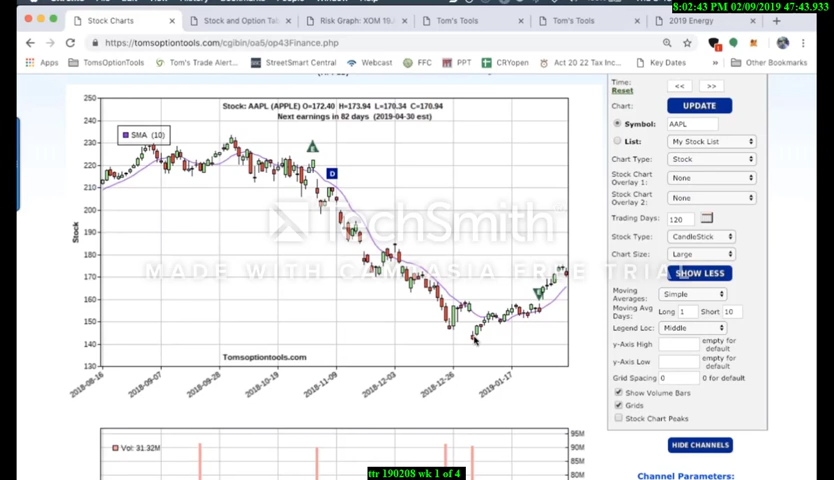 8:02:43 PM 02/09/2019 47:43.933
Stock Charts
Stock and Option Tab
Risk Graph: XOM 10
Tom's Tools
Tom's Tools
2019 Energy
https://tomsoptiontools.com/cgibin/oa5/op43Finance.php
Apps
TomsOptionTools
Tom's Trade Alert...
StreetSmart Central
Webcast
FFC
PPT
CRYopen
Act 20 22 Tax Inc...
Key Dates
Other Bookmarks
Stock: AAPL (APPLE) O=172.40 H=173.94 L=170.34 C=170.94
Next earnings in 82 days (2019-04-30 est)
SMA (10)
D
250
240
230
220
210
200
190
180
170
160
150
140
130
Stock
TechSmith
MADE WITH CAMTASIA FREE TRIAL
Tomsoptiontools.com
2018-08-16
2018-09-07
2018-09-28
2018-10-19
2018-11-09
2018-12-03
2018-12-26
2019-01-17
Vol: 31.32M
95M
90M
85M
80M
Time:
Reset
<<
>>
Chart:
UPDATE
Symbol:
AAPL
List:
My Stock List
Chart Type:
Stock
Stock Chart
Overlay 1:
None
Stock Chart
Overlay 2:
None
Trading Days:
120
Stock Type:
CandleStick
Chart Size:
Large
SHOW LESS
Moving
Averages:
Simple
Moving Avg
Days:
Long
1
Short
10
Legend Loc:
Middle
y-Axis High
empty for
default
y-Axis Low
empty for
default
Grid Spacing
0
0 for default
Show Volume Bars
Grids
Stock Chart Peaks
HIDE CHANNELS
Channel Parameters:
ttr 190208 wk 1 of 4